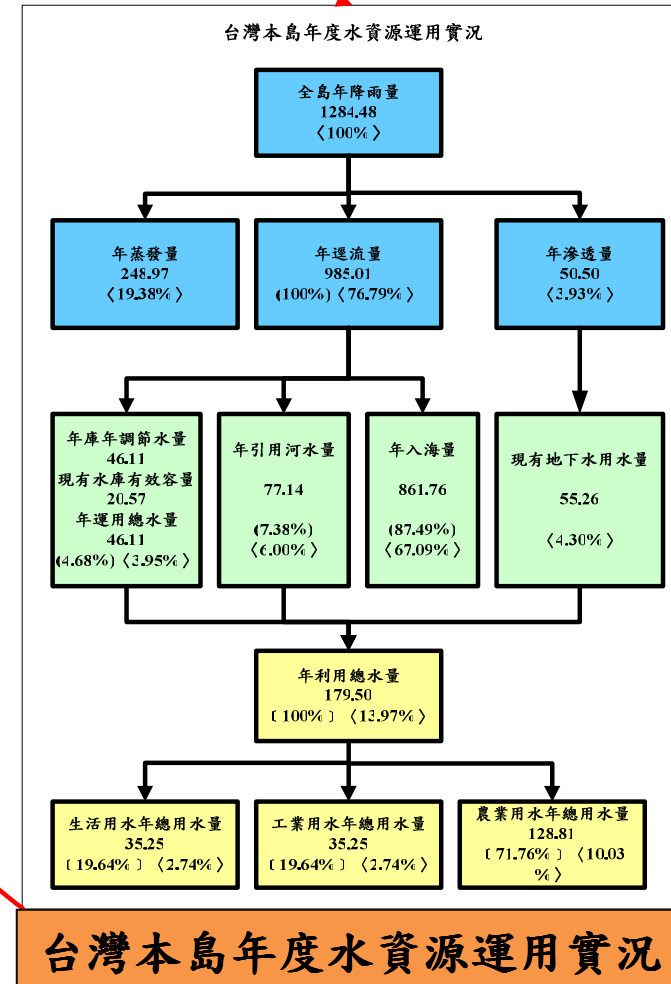 台灣本島年度水資源運用實況
全島年降雨量
1284.48
〈100%〉
年蒸發量
248.97
〈19.38%〉
年逕流量
985.01
(100%)〈76.79%〉
年滲透量
50.50
〈3.93%〉
年庫年調節水量
46.11
現有水庫有效容量
20.57
年運用總水量
46.11
(4.68%)〈3.95%〉
年引用河水量
77.14
(7.38%)
〈6.00%〉
年入海量
861.76
(87.49%)
〈67.09%〉
現有地下水用水量
55.26
〈4.30%〉
年利用總水量
179.50
〔100%〕〈13.97%〉
生活用水年總用水量
35.25
〔19.64%〕〈2.74%〉
工業用水年總用水量
35.25
〔19.64%〕〈2.74%〉
農業用水年總用水量
128.81
〔71.76%〕〈10.03
%〉
台灣本島年度水資源運用實況